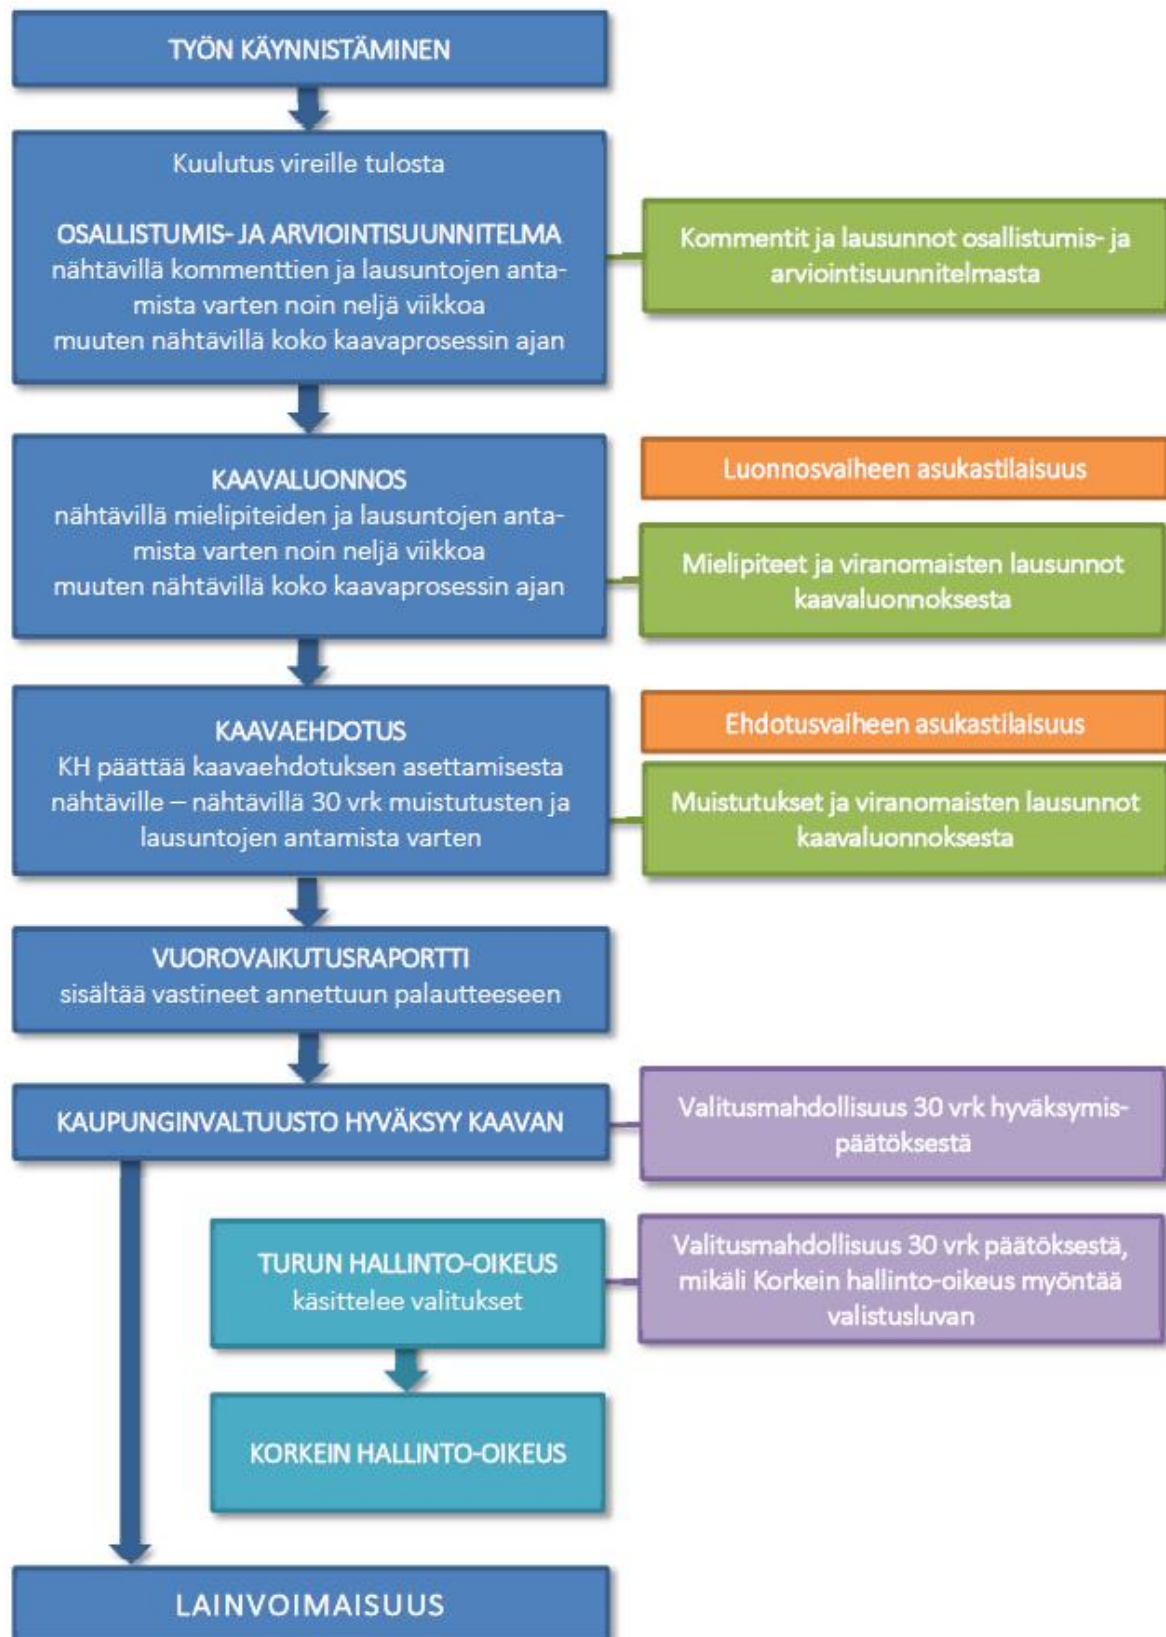 TYÖN KÄYNNISTÄMINEN
Kuulutus vireille tulosta
OSALLISTUMIS- JA ARVIOINTISUUNNITELMA
nähtävillä kommenttien ja lausuntojen anta-
mista varten noin neljä viikkoa
muuten nähtävillä koko kaavaprosessin ajan
Kommentit ja lausunnot osallistumis- ja
arviointisuunnitelmasta
KAAVALUONNOS
nähtävillä mielipiteiden ja lausuntojen anta-
mista varten noin neljä viikkoa
muuten nähtävillä koko kaavaprosessin ajan
Luonnosvaiheen asukastilaisuus
Mielipiteet ja viranomaisten lausunnot
kaavaluonnoksesta
KAAVAEHDOTUS
KH päättää kaavaehdotuksen asettamisesta
nähtäville – nähtävillä 30 vrk muistutusten ja
lausuntojen antamista varten
Ehdotusvaiheen asukastilaisuus
Muistutukset ja viranomaisten lausunnot
kaavaluonnoksesta
VUOROVAIKUTUSRAPORTTI
sisältää vastineet annettuun palautteeseen
KAUPUNGINVALTUUSTO HYVÄKSYY KAAVAN
Valitusmahdollisuus 30 vrk hyväksymis-
päätöksestä
TURUN HALLINTO-OIKEUS
käsittelee valitukset
Valitusmahdollisuus 30 vrk päätöksestä,
mikäli Korkein hallinto-oikeus myöntää
valistusluvan
KORKEIN HALLINTO-OIKEUS
LAINVOIMAISUUS